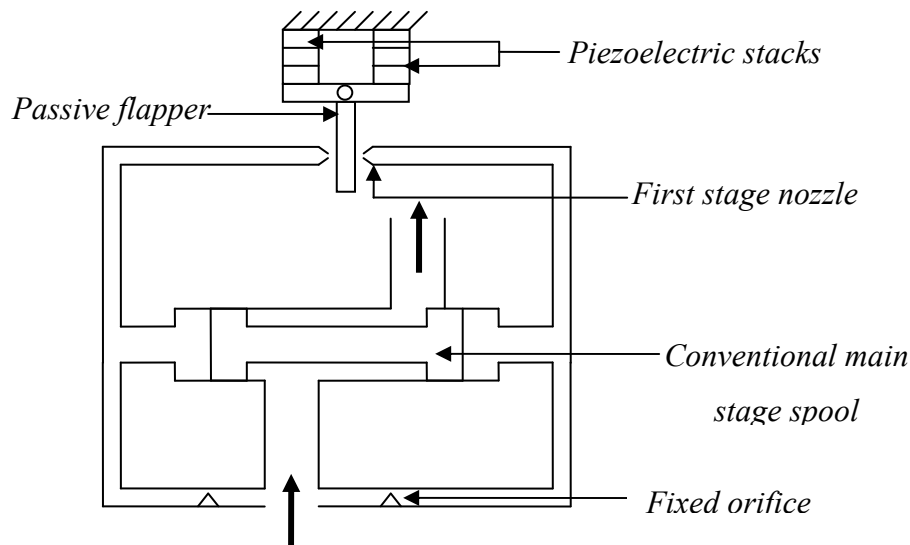 Piezoelectric stacks
Passive flapper
First stage nozzle
Conventional main
stage spool
Fixed orifice